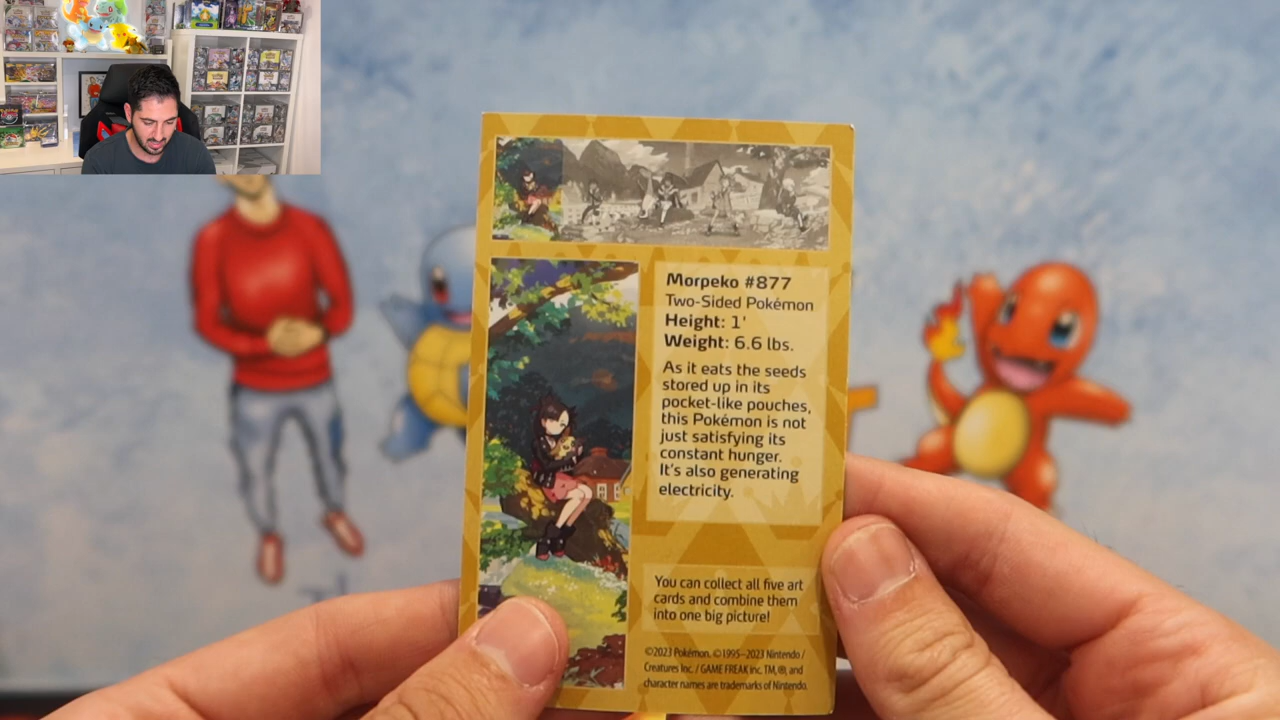 Morpeko #877
Two-Sided Pokémon
Height: 1'
Weight: 6.6 lbs.
As it eats the seeds
stored up in its
pocket-like pouches,
this Pokémon is not
just satisfying its
constant hunger.
It's also generating
electricity.
You can collect all five art
cards and combine them
into one big picture!
©2023 Pokémon. ©1995–2023 Nintendo /
Creatures Inc. / GAME FREAK inc. TM, ®, and
character names are trademarks of Nintendo.